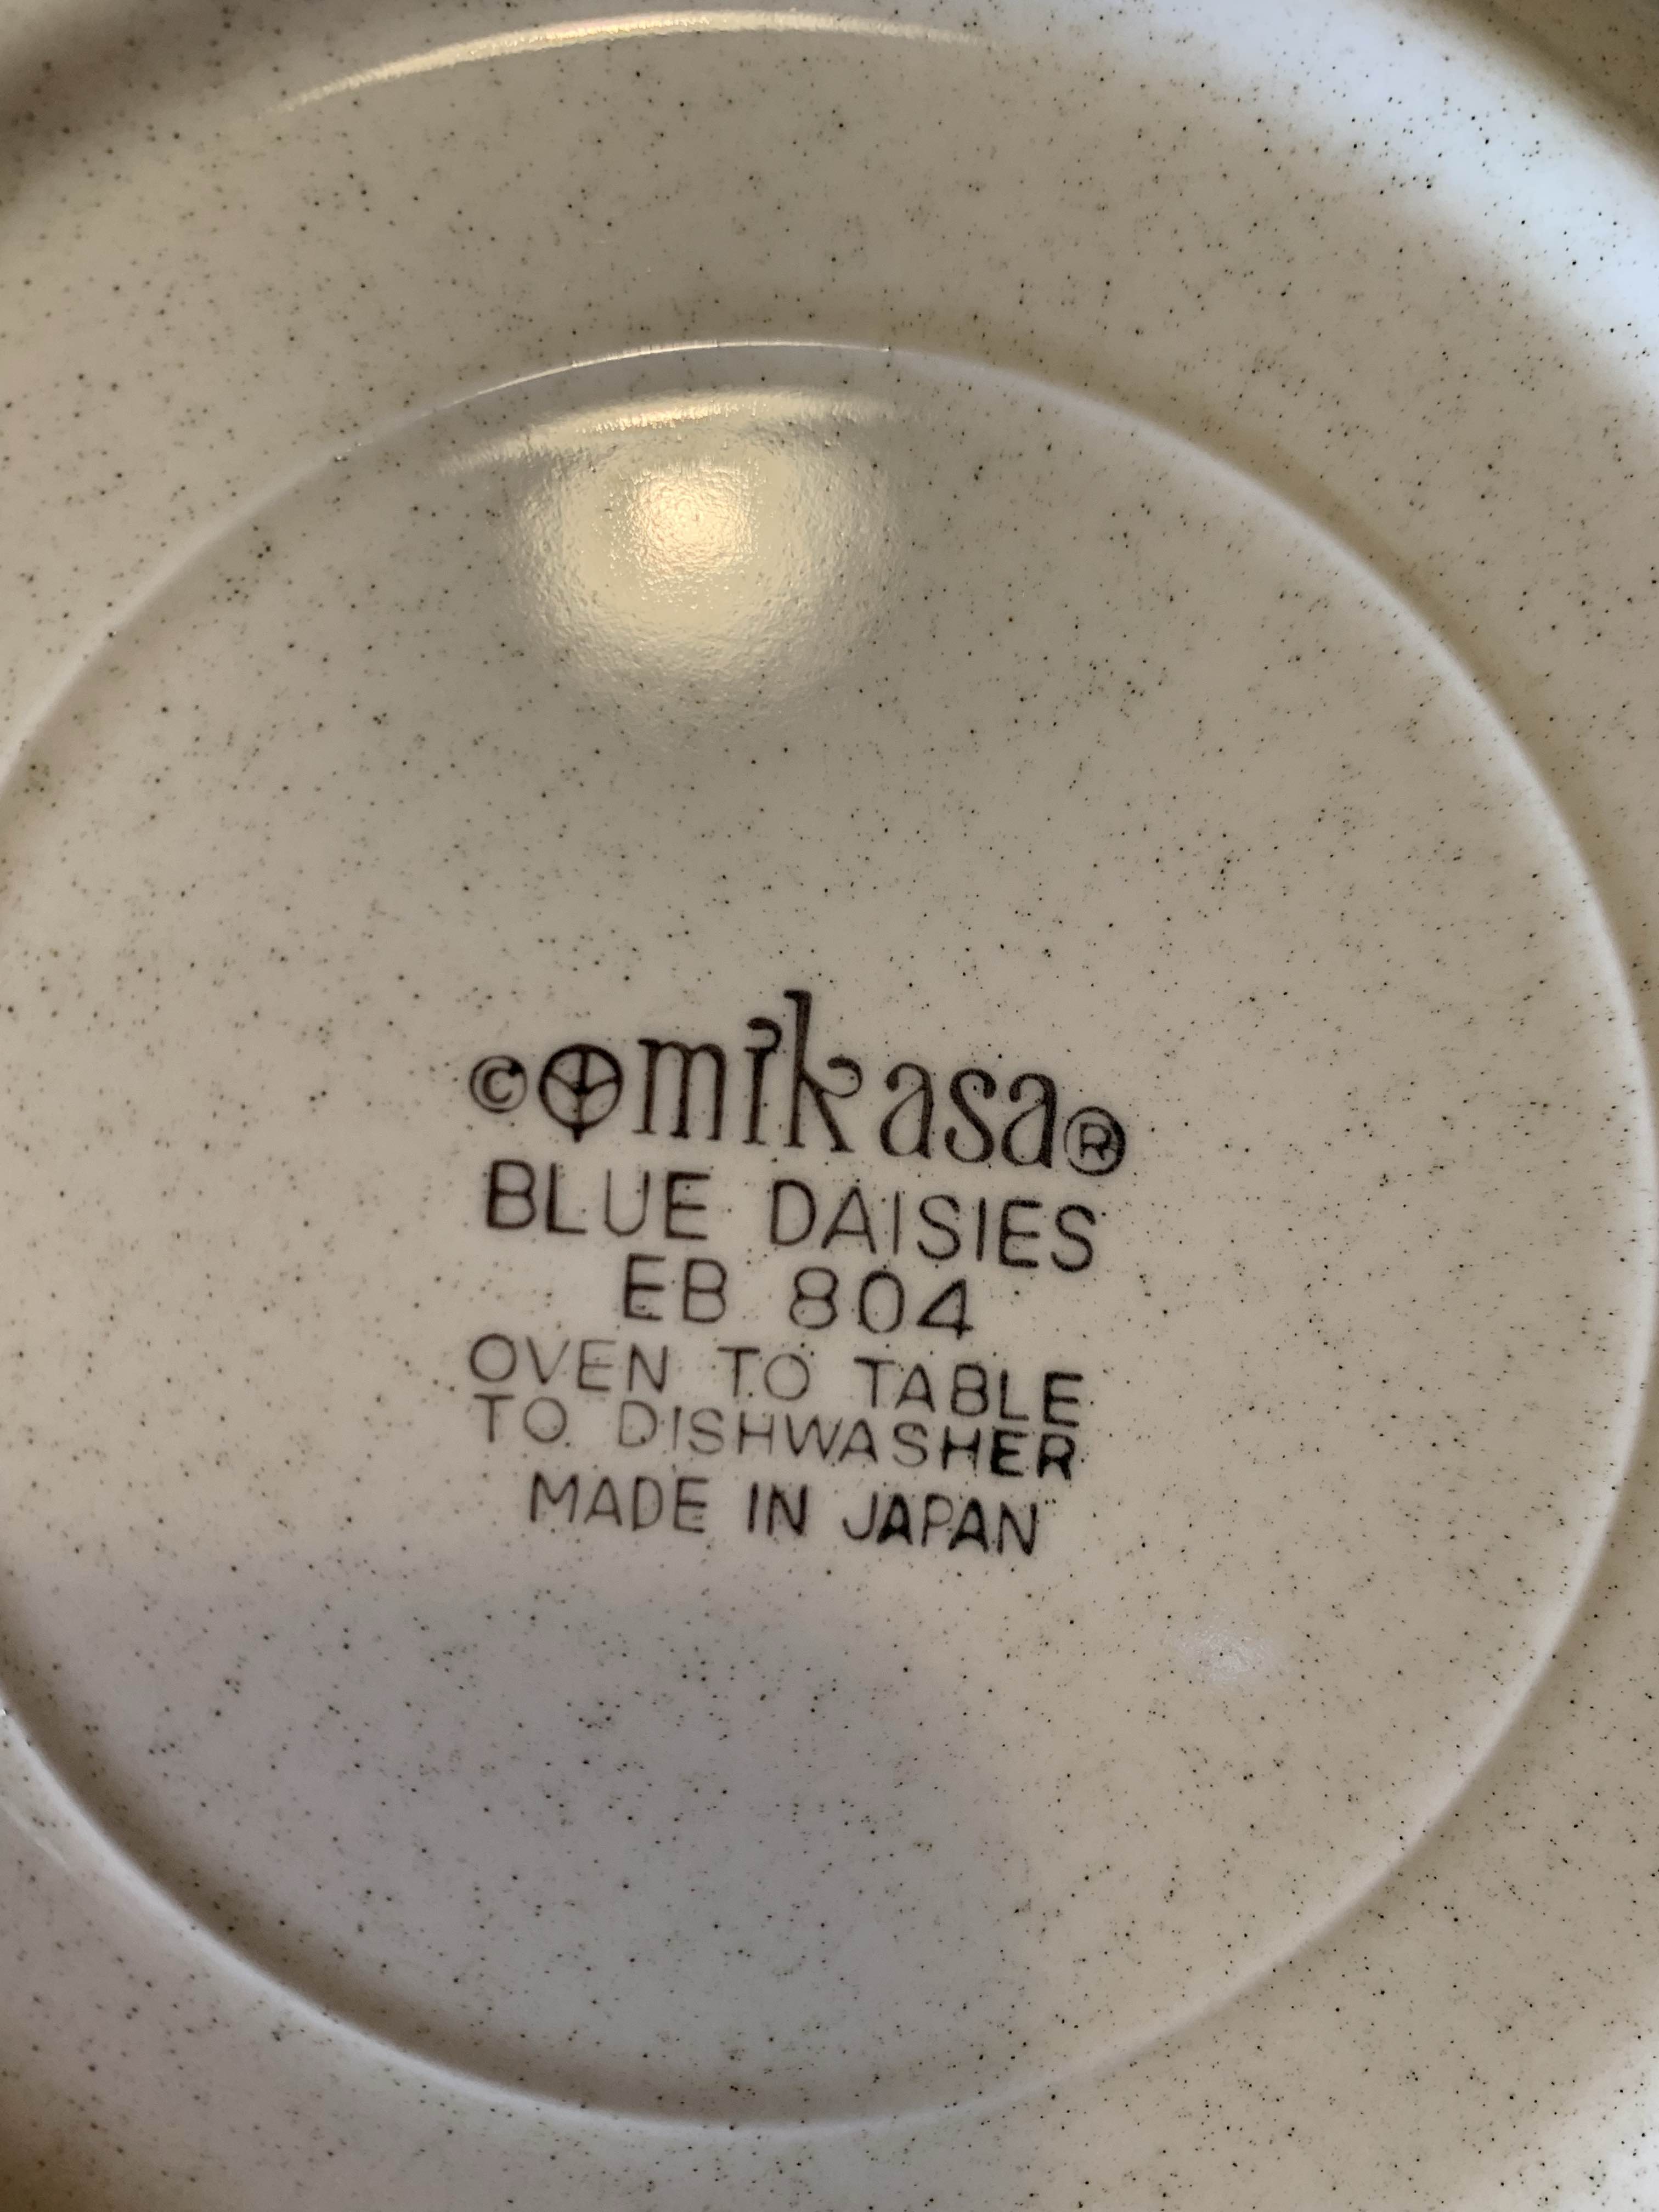 © mikasa®
BLUE DAISIES
EB 804
OVEN TO TABLE
TO DISHWASHER
MADE IN JAPAN